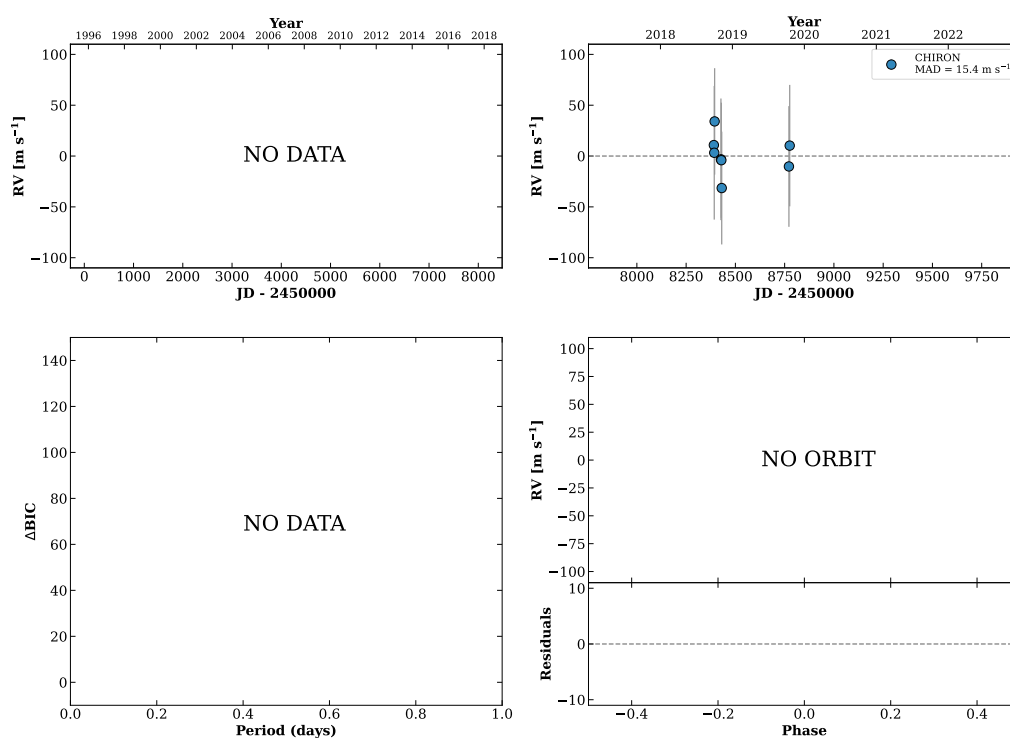 Year
1996 1998 2000 2002 2004 2006 2008 2010 2012 2014 2016 2018
100
50
0
−50
−100
RV [m s⁻¹]
NO DATA
0 1000 2000 3000 4000 5000 6000 7000 8000
JD - 2450000
Year
2018 2019 2020 2021 2022
CHIRON
MAD = 15.4 m s⁻¹
100
50
0
−50
−100
RV [m s⁻¹]
8000 8250 8500 8750 9000 9250 9500 9750
JD - 2450000
140
120
100
80
60
40
20
0
ΔBIC
NO DATA
0.0 0.2 0.4 0.6 0.8 1.0
Period (days)
100
75
50
25
0
−25
−50
−75
−100
RV [m s⁻¹]
NO ORBIT
10
0
−10
Residuals
−0.4 −0.2 0.0 0.2 0.4
Phase